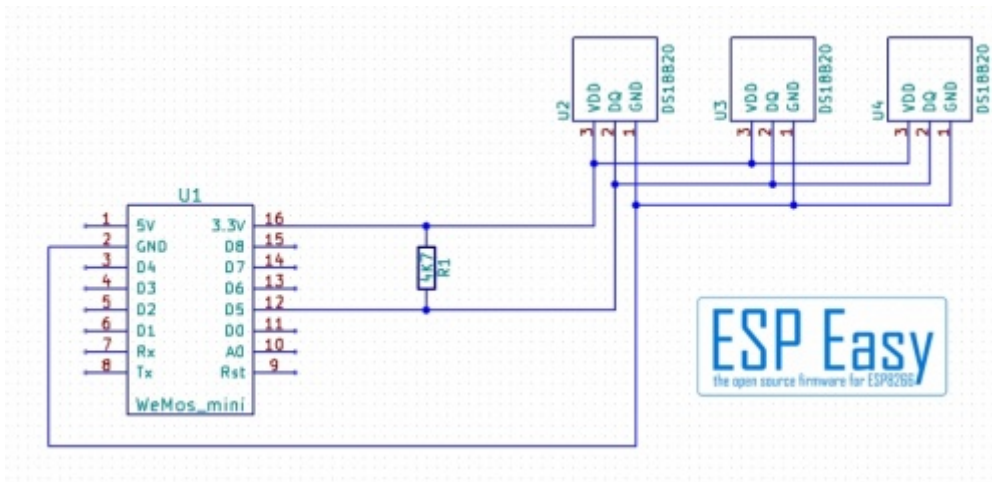 U2
VDD
DQ
GND
DS18B20
3
2
1
U3
VDD
DQ
GND
DS18B20
3
2
1
U4
VDD
DQ
GND
DS18B20
3
2
1
U1
1 5V 3.3V 16
2 GND D8 15
3 D4 D7 14
4 D3 D6 13
5 D2 D5 12
6 D1 D0 11
7 Rx A0 10
8 Tx Rst 9
WeMos_mini
4K7
R1
ESP Easy
the open source firmware for ESP8266